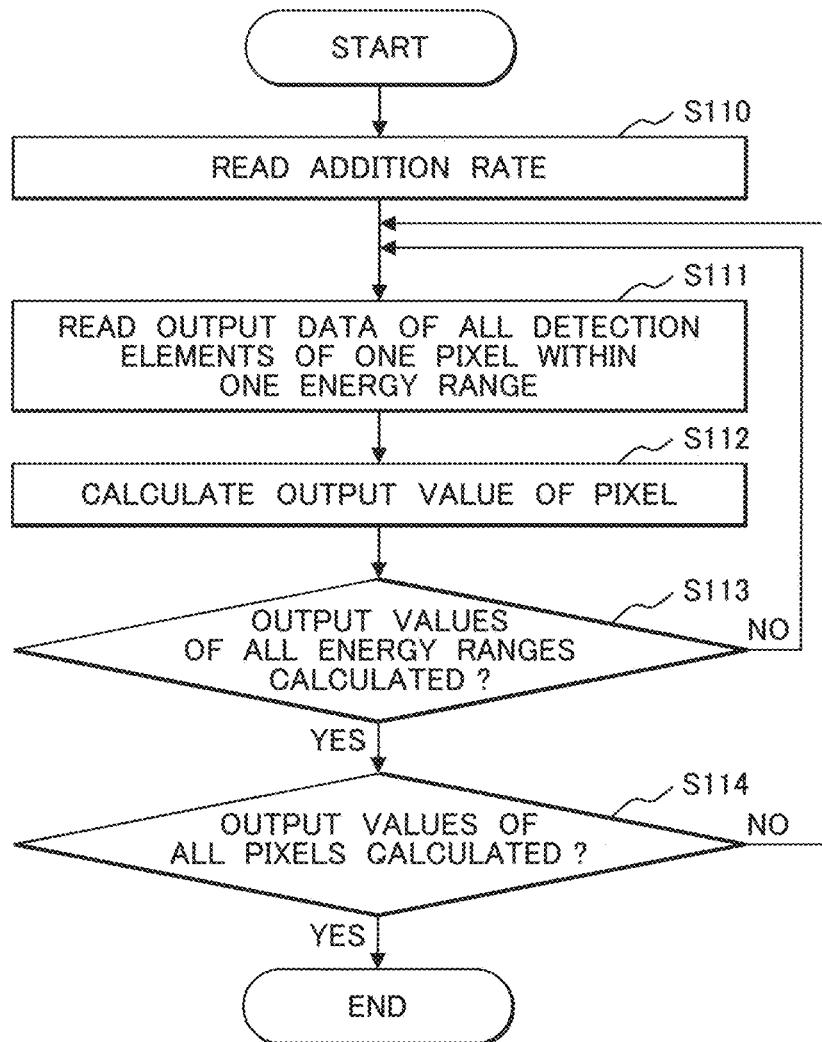 START
S110
READ ADDITION RATE
S111
READ OUTPUT DATA OF ALL DETECTION
ELEMENTS OF ONE PIXEL WITHIN
ONE ENERGY RANGE
S112
CALCULATE OUTPUT VALUE OF PIXEL
S113
OUTPUT VALUES
OF ALL ENERGY RANGES
CALCULATED ?
NO
YES
S114
OUTPUT VALUES OF
ALL PIXELS CALCULATED ?
NO
YES
END